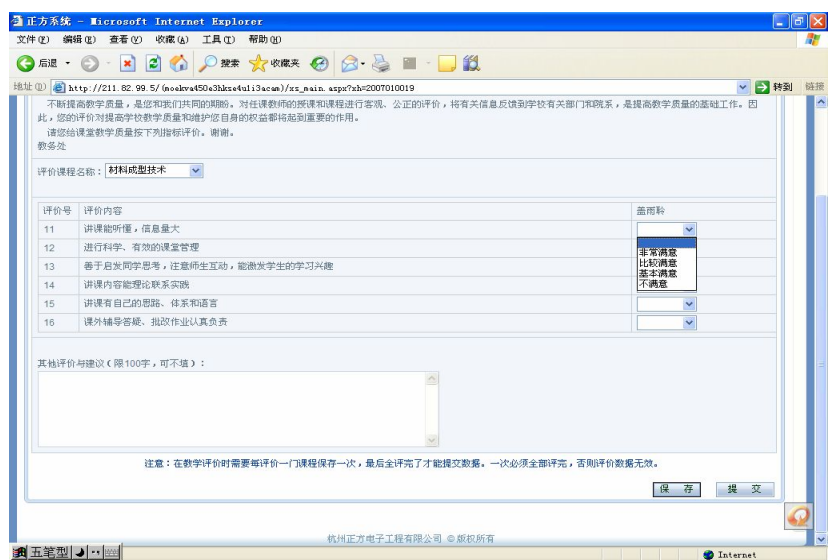 正方系统 - Microsoft Internet Explorer
文件(F) 编辑(E) 查看(V) 收藏(A) 工具(T) 帮助(H)
后退 搜索 收藏夹
地址(D) http://211.82.99.5/(moekva450e3hkse4uli3acam)/xs_main.aspx?xh=2007010019 转到 链接
不断提高教学质量，是您和我们共同的期盼。对任课教师的授课和课程进行客观、公正的评价，将有关信息反馈到学校有关部门和院系，是提高教学质量的基础工作。因
此，您的评价对提高学校教学质量和维护您自身的权益都将起到重要的作用。
请您给课堂教学质量按下列指标评价。谢谢。
教务处
评价课程名称：材料成型技术
评价号 评价内容 盖雨聆
11 讲课能听懂，信息量大
12 进行科学、有效的课堂管理
非常满意
比较满意
基本满意
不满意
13 善于启发同学思考，注意师生互动，能激发学生的学习兴趣
14 讲课内容能理论联系实践
15 讲课有自己的思路、体系和语言
16 课外辅导答疑、批改作业认真负责
其他评价与建议(限100字，可不填)：
注意：在教学评价时需要每评价一门课程保存一次，最后全评完了才能提交数据。一次必须全部评完，否则评价数据无效。
保 存 提 交
杭州正方电子工程有限公司 ©版权所有
五笔型
Internet